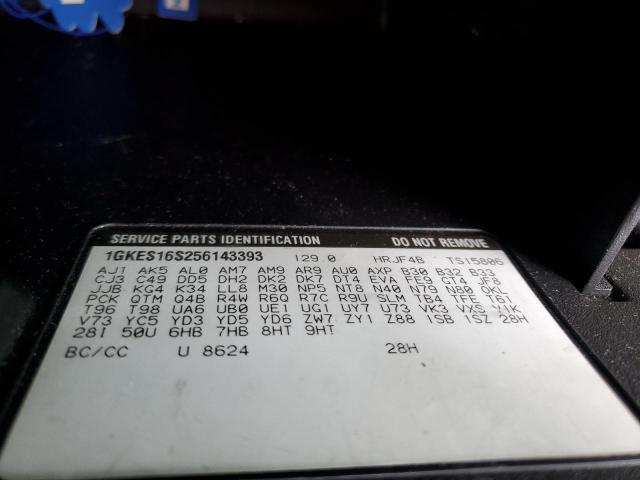 SERVICE PARTS IDENTIFICATION DO NOT REMOVE
1GKES16S256143393 129.0 HRJF4B TS15806
AJ1 AK5 AL0 AM7 AM9 AR9 AU0 AXP B30 B32 B33
CJ3 C49 DD5 DH2 DK2 DK7 DT4 EVA FE9 GT4 JF8
JJB KG4 K34 LL8 M30 NP5 NT8 N40 N79 N80 OKL
PCK QTM Q4B R4W R6Q R7C R9U SLM TB4 TFE T61
T96 T98 UA6 UB0 UE1 UG1 UY7 U73 VK3 VXS V1K
V73 YC5 YD3 YD5 YD6 ZW7 ZY1 Z88 1SB 1SZ 28H
28I 50U 6HB 7HB 8HT 9HT
BC/CC U 8624 28H